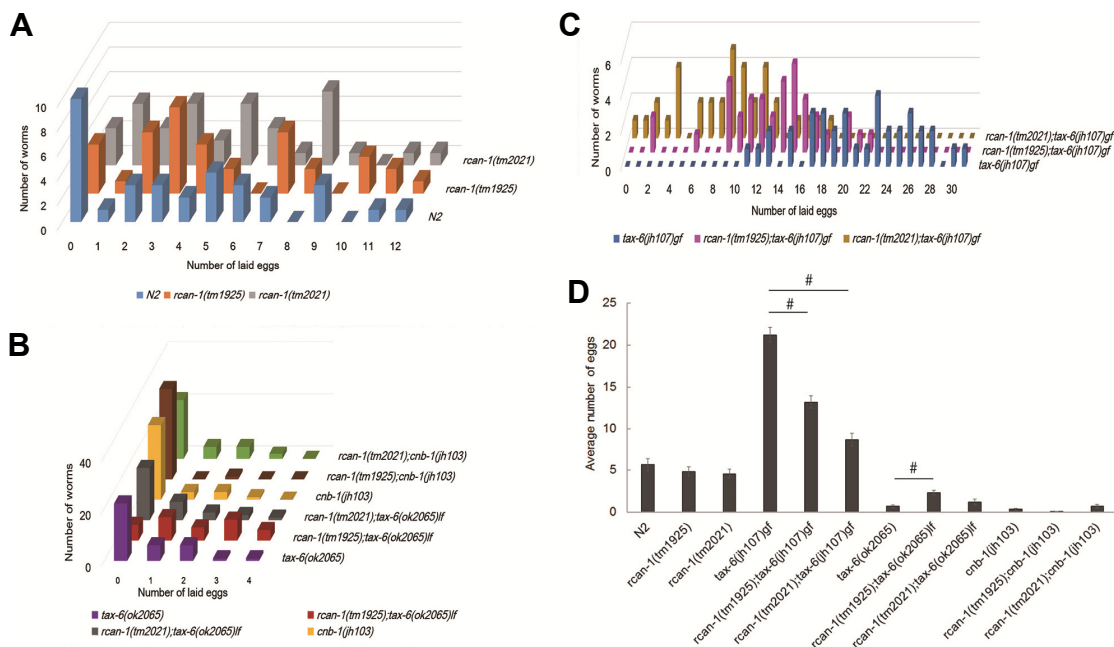 A
Number of worms
10
8
6
4
2
0
0 1 2 3 4 5 6 7 8 9 10 11 12
rcan-1(tm2021)
rcan-1(tm1925)
N2
Number of laid eggs
N2 rcan-1(tm1925) rcan-1(tm2021)
B
Number of worms
40
20
0
0 1 2 3 4
rcan-1(tm2021);cnb-1(jh103)
rcan-1(tm1925);cnb-1(jh103)
cnb-1(jh103)
rcan-1(tm2021);tax-6(ok2065)lf
rcan-1(tm1925);tax-6(ok2065)lf
tax-6(ok2065)
Number of laid eggs
tax-6(ok2065) rcan-1(tm1925);tax-6(ok2065)lf
rcan-1(tm2021);tax-6(ok2065)lf cnb-1(jh103)
C
Number of worms
6
4
2
0
0 2 4 6 8 10 12 14 16 18 20 22 24 26 28 30
rcan-1(tm2021);tax-6(jh107)gf
rcan-1(tm1925);tax-6(jh107)gf
tax-6(jh107)gf
Number of laid eggs
tax-6(jh107)gf rcan-1(tm1925);tax-6(jh107)gf rcan-1(tm2021);tax-6(jh107)gf
D
Average number of eggs
25
20
15
10
5
0
#
#
#
N2
rcan-1(tm1925)
rcan-1(tm2021)
tax-6(jh107)gf
rcan-1(tm1925);tax-6(jh107)gf
rcan-1(tm2021);tax-6(jh107)gf
tax-6(ok2065)
rcan-1(tm1925);tax-6(ok2065)lf
rcan-1(tm2021);tax-6(ok2065)lf
cnb-1(jh103)
rcan-1(tm1925);cnb-1(jh103)
rcan-1(tm2021);cnb-1(jh103)